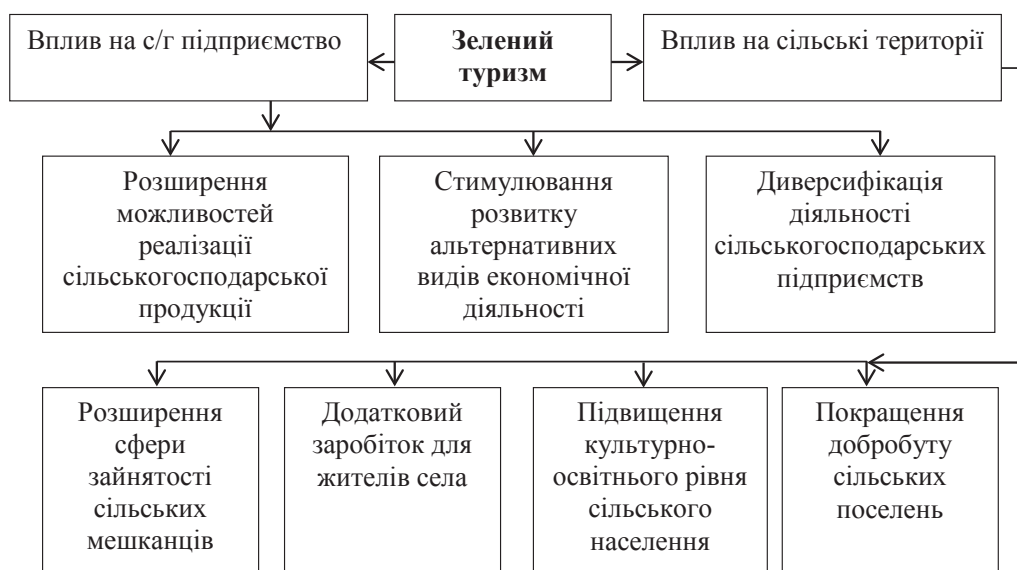 Вплив на с/г підприємство
Зелений
туризм
Вплив на сільські території
Розширення
можливостей
реалізації
сільськогосподарської
продукції
Стимулювання
розвитку
альтернативних
видів економічної
діяльності
Диверсифікація
діяльності
сільськогосподарських
підприємств
Розширення
сфери
зайнятості
сільських
мешканців
Додатковий
заробіток для
жителів села
Підвищення
культурно-
освітнього рівня
сільського
населення
Покращення
добробуту
сільських
поселень